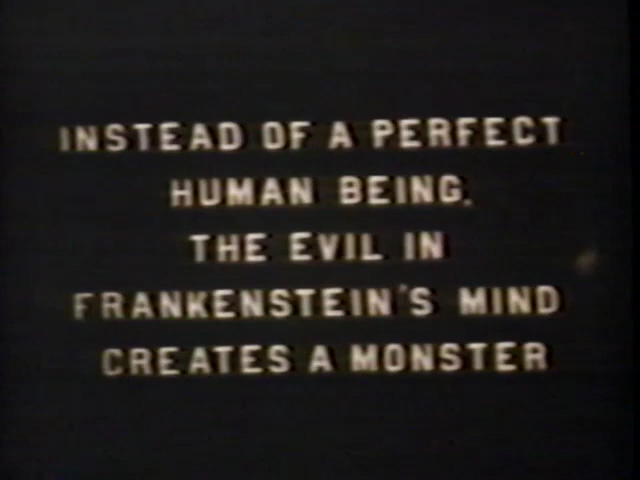 INSTEAD OF A PERFECT
HUMAN BEING,
THE EVIL IN
FRANKENSTEIN'S MIND
CREATES A MONSTER